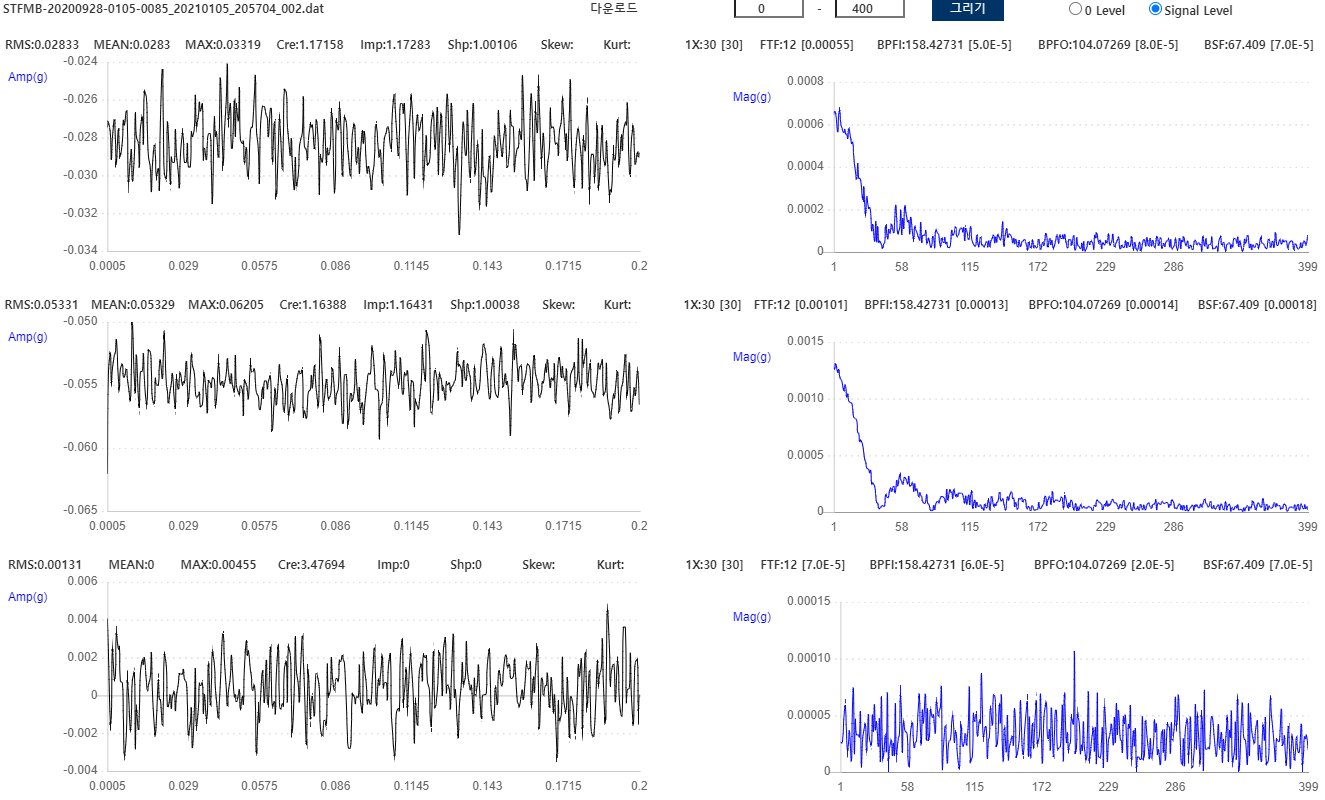 STFMB-20200928-0105-0085_20210105_205704_002.dat 다운로드 0 - 400 그리기 0 Level Signal Level
RMS:0.02833 MEAN:0.0283 MAX:0.03319 Cre:1.17158 Imp:1.17283 Shp:1.00106 Skew: Kurt:
Amp(g)
-0.024
-0.026
-0.028
-0.030
-0.032
-0.034
0.0005 0.029 0.0575 0.086 0.1145 0.143 0.1715 0.2
1X:30 [30] FTF:12 [0.00055] BPFI:158.42731 [5.0E-5] BPFO:104.07269 [8.0E-5] BSF:67.409 [7.0E-5]
Mag(g)
0.0008
0.0006
0.0004
0.0002
0
1 58 115 172 229 286 399
RMS:0.05331 MEAN:0.05329 MAX:0.06205 Cre:1.16388 Imp:1.16431 Shp:1.00038 Skew: Kurt:
Amp(g)
-0.050
-0.055
-0.060
-0.065
0.0005 0.029 0.0575 0.086 0.1145 0.143 0.1715 0.2
1X:30 [30] FTF:12 [0.00101] BPFI:158.42731 [0.00013] BPFO:104.07269 [0.00014] BSF:67.409 [0.00018]
Mag(g)
0.0015
0.0010
0.0005
0
1 58 115 172 229 286 399
RMS:0.00131 MEAN:0 MAX:0.00455 Cre:3.47694 Imp:0 Shp:0 Skew: Kurt:
Amp(g)
0.006
0.004
0.002
0
-0.002
-0.004
0.0005 0.029 0.0575 0.086 0.1145 0.143 0.1715 0.2
1X:30 [30] FTF:12 [7.0E-5] BPFI:158.42731 [6.0E-5] BPFO:104.07269 [2.0E-5] BSF:67.409 [7.0E-5]
Mag(g)
0.00015
0.00010
0.00005
0
1 58 115 172 229 286 399